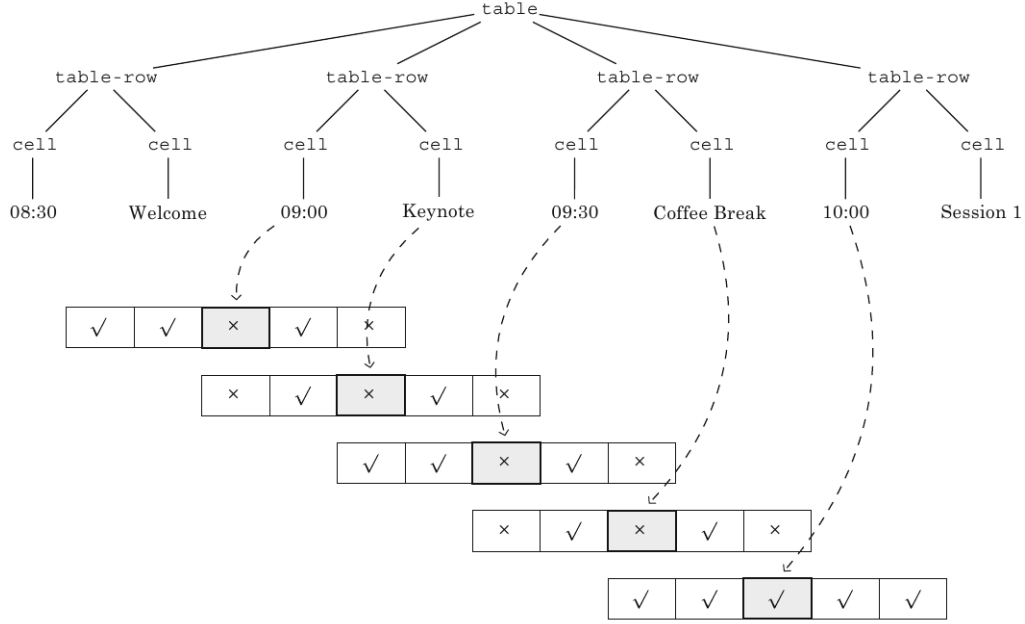 table
table-row table-row table-row table-row
cell cell cell cell cell cell cell cell
08:30 Welcome 09:00 Keynote 09:30 Coffee Break 10:00 Session 1
√ √ × √ ×
× √ × √ ×
√ √ × √ ×
× √ × √ ×
√ √ √ √ √